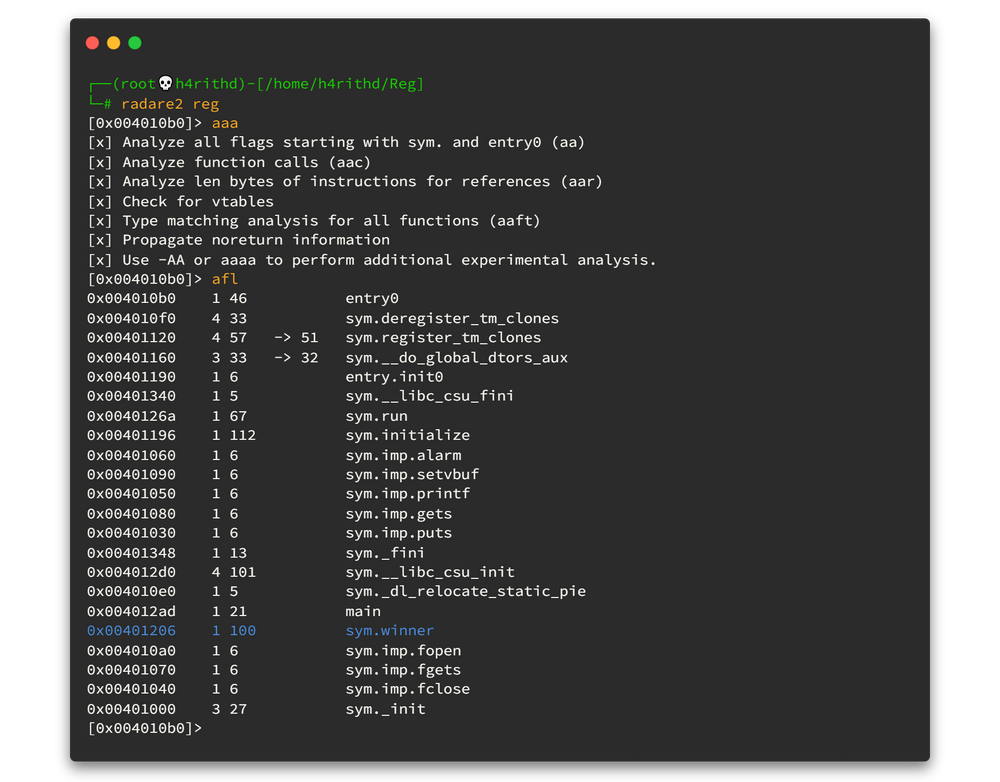 ┌──(root💀h4rithd)-[/home/h4rithd/Reg]
└─# radare2 reg
[0x004010b0]> aaa
[x] Analyze all flags starting with sym. and entry0 (aa)
[x] Analyze function calls (aac)
[x] Analyze len bytes of instructions for references (aar)
[x] Check for vtables
[x] Type matching analysis for all functions (aaft)
[x] Propagate noreturn information
[x] Use -AA or aaaa to perform additional experimental analysis.
[0x004010b0]> afl
0x004010b0    1 46           entry0
0x004010f0    4 33           sym.deregister_tm_clones
0x00401120    4 57   -> 51   sym.register_tm_clones
0x00401160    3 33   -> 32   sym.__do_global_dtors_aux
0x00401190    1 6            entry.init0
0x00401340    1 5            sym.__libc_csu_fini
0x0040126a    1 67           sym.run
0x00401196    1 112          sym.initialize
0x00401060    1 6            sym.imp.alarm
0x00401090    1 6            sym.imp.setvbuf
0x00401050    1 6            sym.imp.printf
0x00401080    1 6            sym.imp.gets
0x00401030    1 6            sym.imp.puts
0x00401348    1 13           sym._fini
0x004012d0    4 101          sym.__libc_csu_init
0x004010e0    1 5            sym._dl_relocate_static_pie
0x004012ad    1 21           main
0x00401206    1 100          sym.winner
0x004010a0    1 6            sym.imp.fopen
0x00401070    1 6            sym.imp.fgets
0x00401040    1 6            sym.imp.fclose
0x00401000    3 27           sym._init
[0x004010b0]>